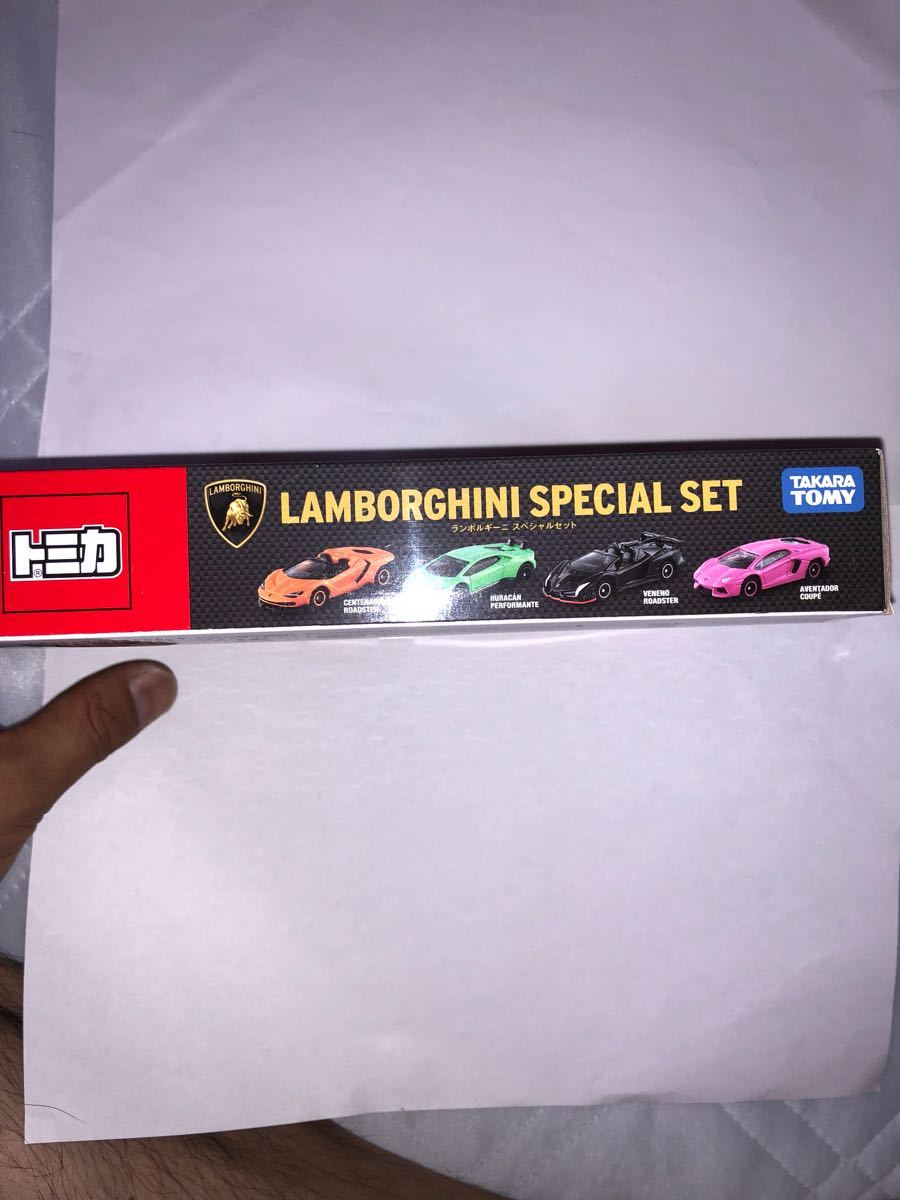 トミカ
®
LAMBORGHINI
LAMBORGHINI SPECIAL SET
ランボルギーニ スペシャルセット
TAKARA
TOMY
ROADSTER
HURACÁN
PERFORMANTE
VENENO
ROADSTER
AVENTADOR
COUPÉ